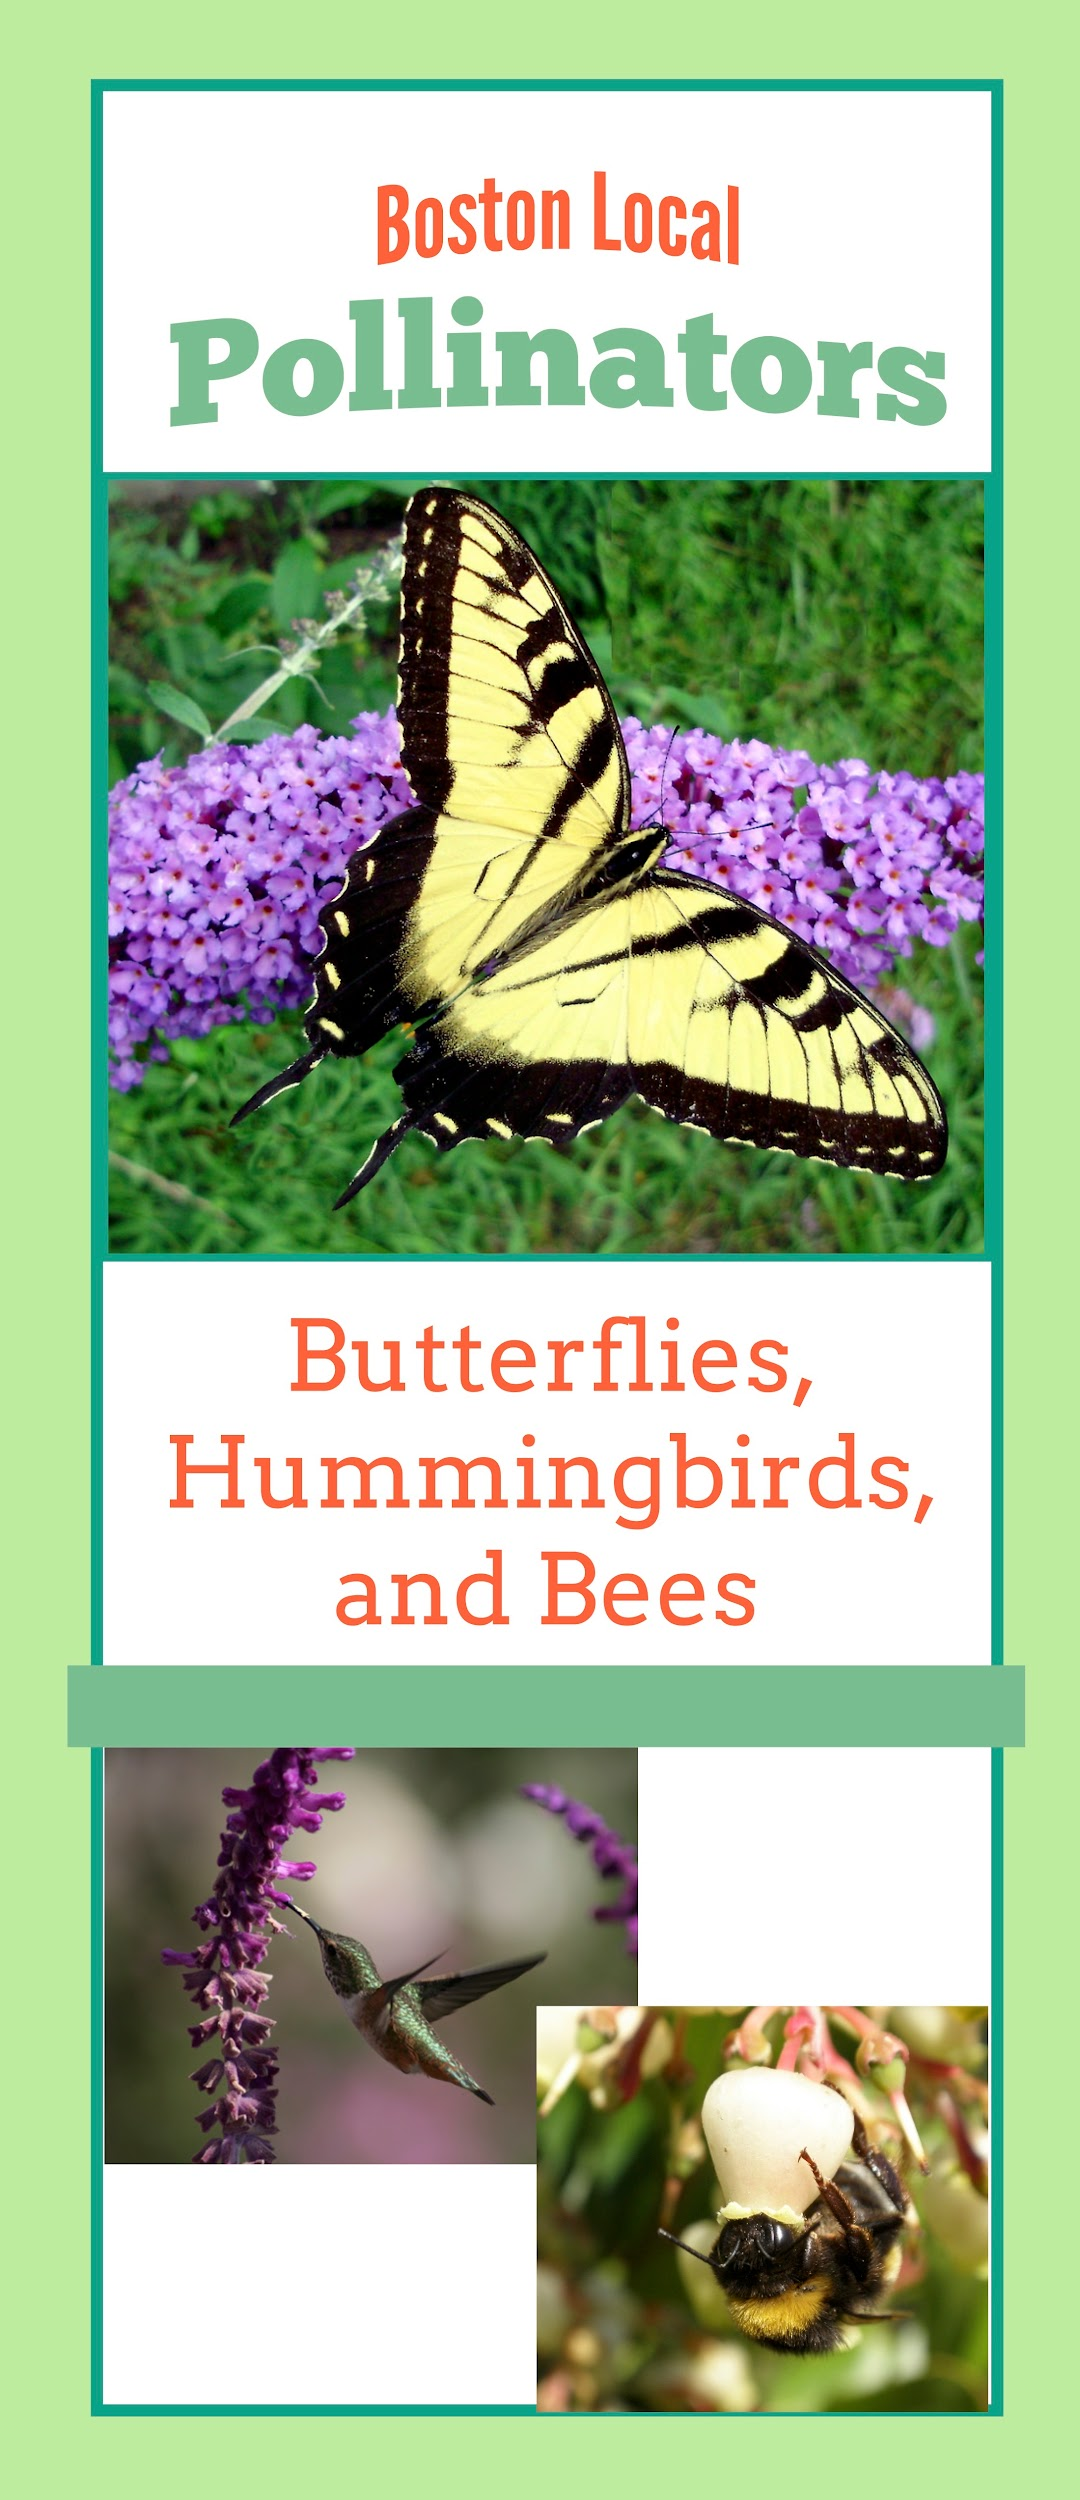 Boston Local
Pollinators
Butterflies,
Hummingbirds,
and Bees